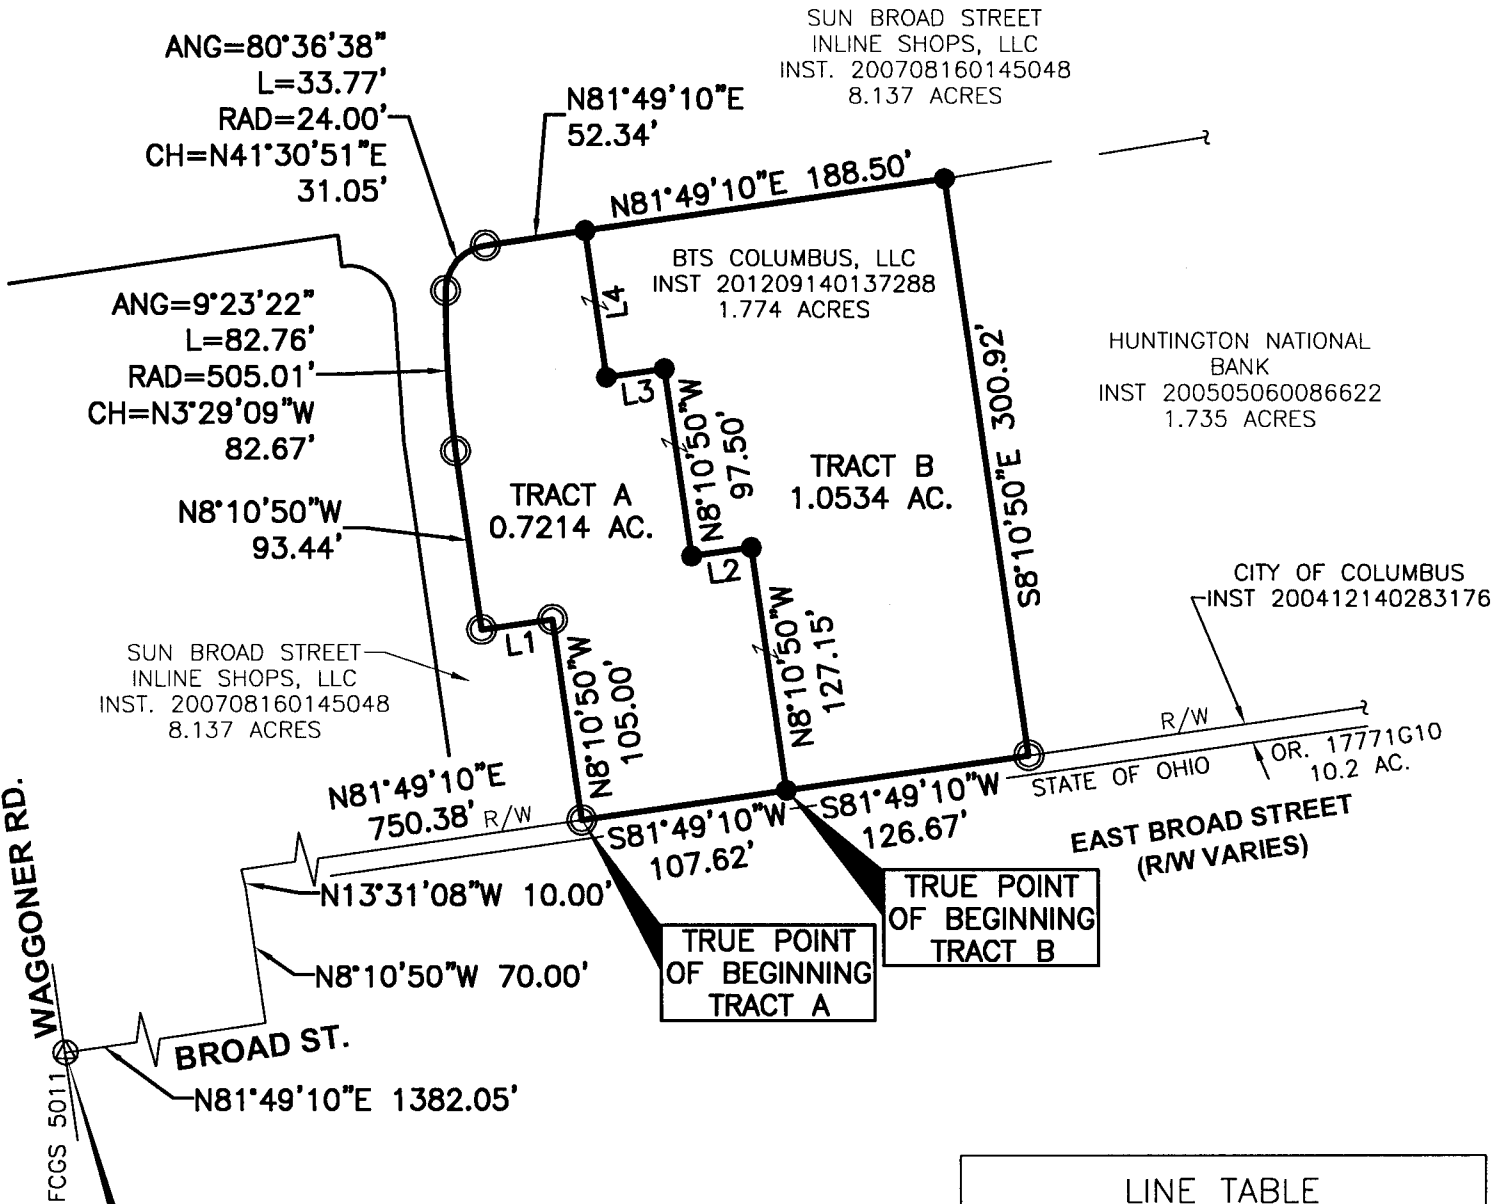 SUN BROAD STREET
INLINE SHOPS, LLC
INST. 200708160145048
8.137 ACRES
ANG=80°36'38"
L=33.77'
RAD=24.00'
CH=N41°30'51"E
31.05'
N81°49'10"E
52.34'
N81°49'10"E 188.50'
BTS COLUMBUS, LLC
INST 201209140137288
1.774 ACRES
L4
ANG=9°23'22"
L=82.76'
RAD=505.01'
CH=N3°29'09"W
82.67'
HUNTINGTON NATIONAL
BANK
INST 200505060086622
1.735 ACRES
L3
N8°10'50"W
97.50'
S8°10'50"E 300.92'
TRACT B
1.0534 AC.
TRACT A
0.7214 AC.
N8°10'50"W
93.44'
L2
CITY OF COLUMBUS
INST 200412140283176
L1
N8°10'50"W
105.00'
N8°10'50"W
127.15'
SUN BROAD STREET
INLINE SHOPS, LLC
INST. 200708160145048
8.137 ACRES
R/W
STATE OF OHIO
OR. 17771G10
10.2 AC.
N81°49'10"E
750.38'
R/W
S81°49'10"W
107.62'
S81°49'10"W
126.67'
EAST BROAD STREET
(R/W VARIES)
WAGGONER RD.
N13°31'08"W 10.00'
TRUE POINT
OF BEGINNING
TRACT B
TRUE POINT
OF BEGINNING
TRACT A
N8°10'50"W 70.00'
BROAD ST.
N81°49'10"E 1382.05'
FCGS 5011
LINE TABLE